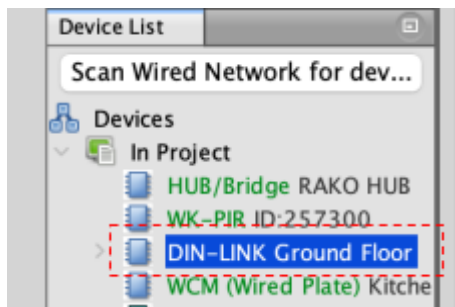 Device List
Scan Wired Network for dev...
Devices
In Project
HUB/Bridge RAKO HUB
WK-PIR ID:257300
DIN-LINK Ground Floor
WCM (Wired Plate) Kitche